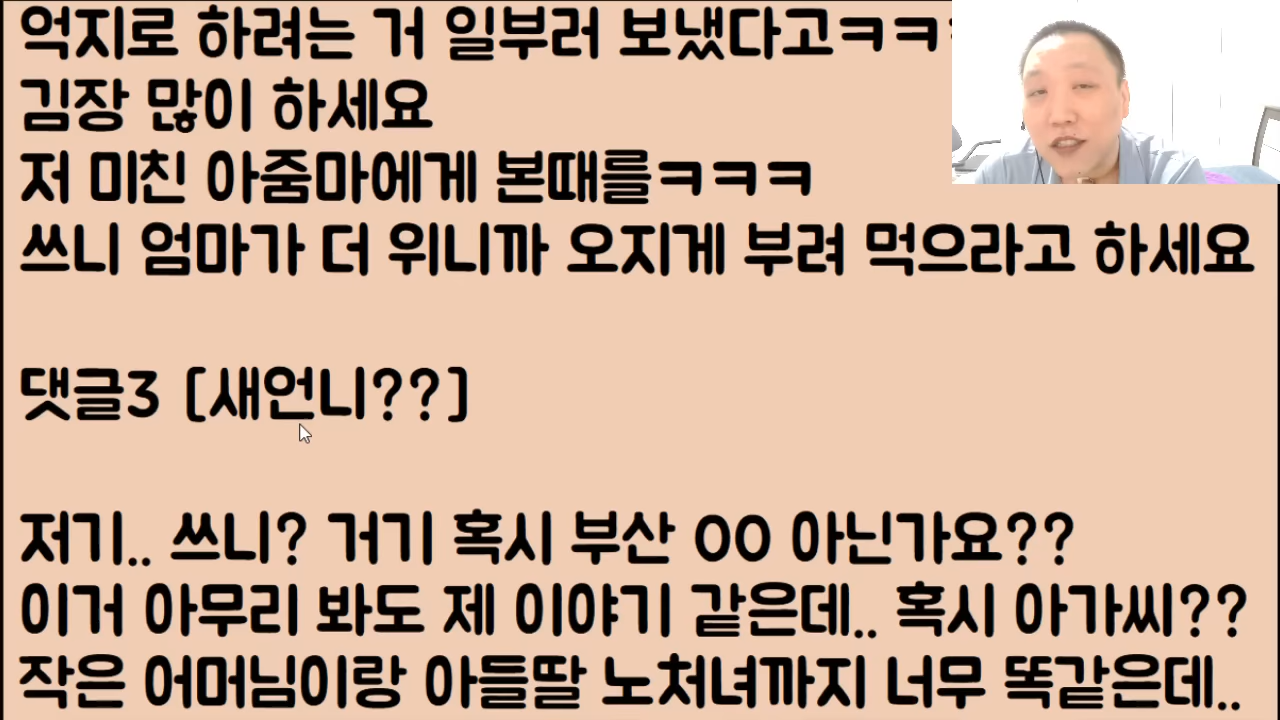 억지로 하려는 거 일부러 보냈다고ㅋㅋㅋ
김장 많이 하세요
저 미친 아줌마에게 본때를ㅋㅋㅋ
쓰니 엄마가 더 위니까 오지게 부려 먹으라고 하세요
댓글3 [새언니??]
저기.. 쓰니? 거기 혹시 부산 OO 아닌가요??
이거 아무리 봐도 제 이야기 같은데.. 혹시 아가씨??
작은 어머님이랑 아들딸 노처녀까지 너무 똑같은데..